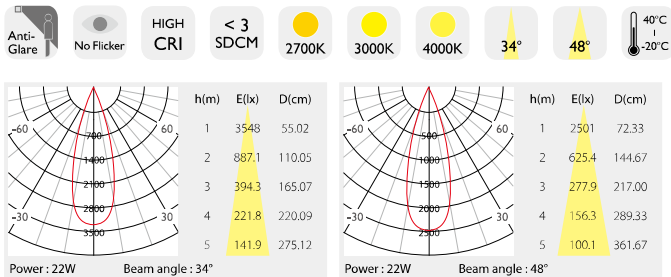 Anti-
Glare
No Flicker
HIGH
CRI
< 3
SDCM
2700K
3000K
4000K
34°
48°
40°C
-20°C
h(m) E(lx) D(cm)
1 3548 55.02
2 887.1 110.05
3 394.3 165.07
4 221.8 220.09
5 141.9 275.12
-60 60
-30 30
700
1400
2100
2800
3500
Power : 22W Beam angle : 34°
h(m) E(lx) D(cm)
1 2501 72.33
2 625.4 144.67
3 277.9 217.00
4 156.3 289.33
5 100.1 361.67
-60 60
-30 30
500
1000
1500
2000
2500
Power : 22W Beam angle : 48°